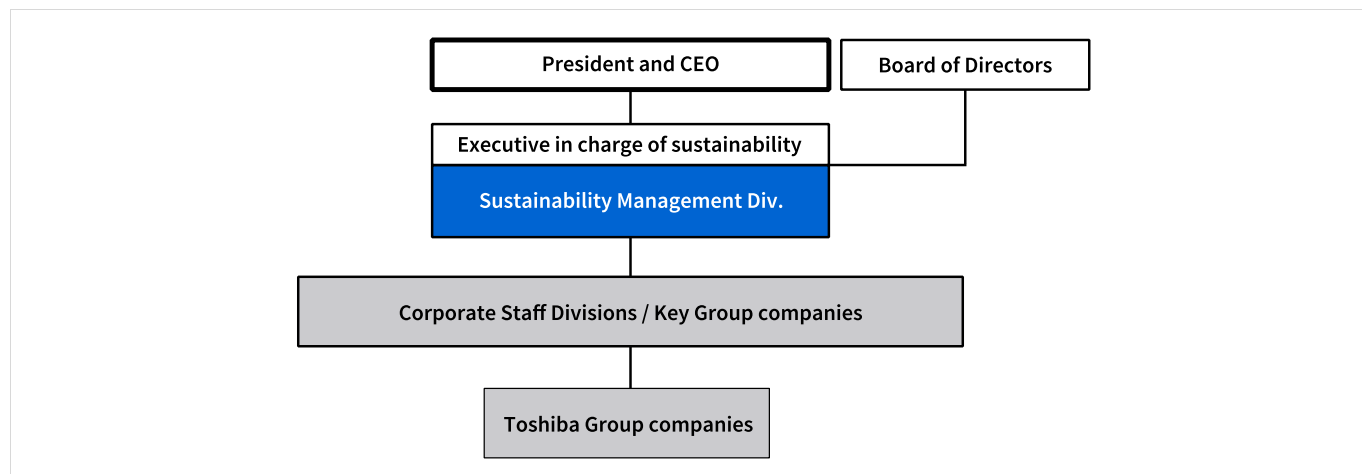 President and CEO
Board of Directors
Executive in charge of sustainability
Sustainability Management Div.
Corporate Staff Divisions / Key Group companies
Toshiba Group companies